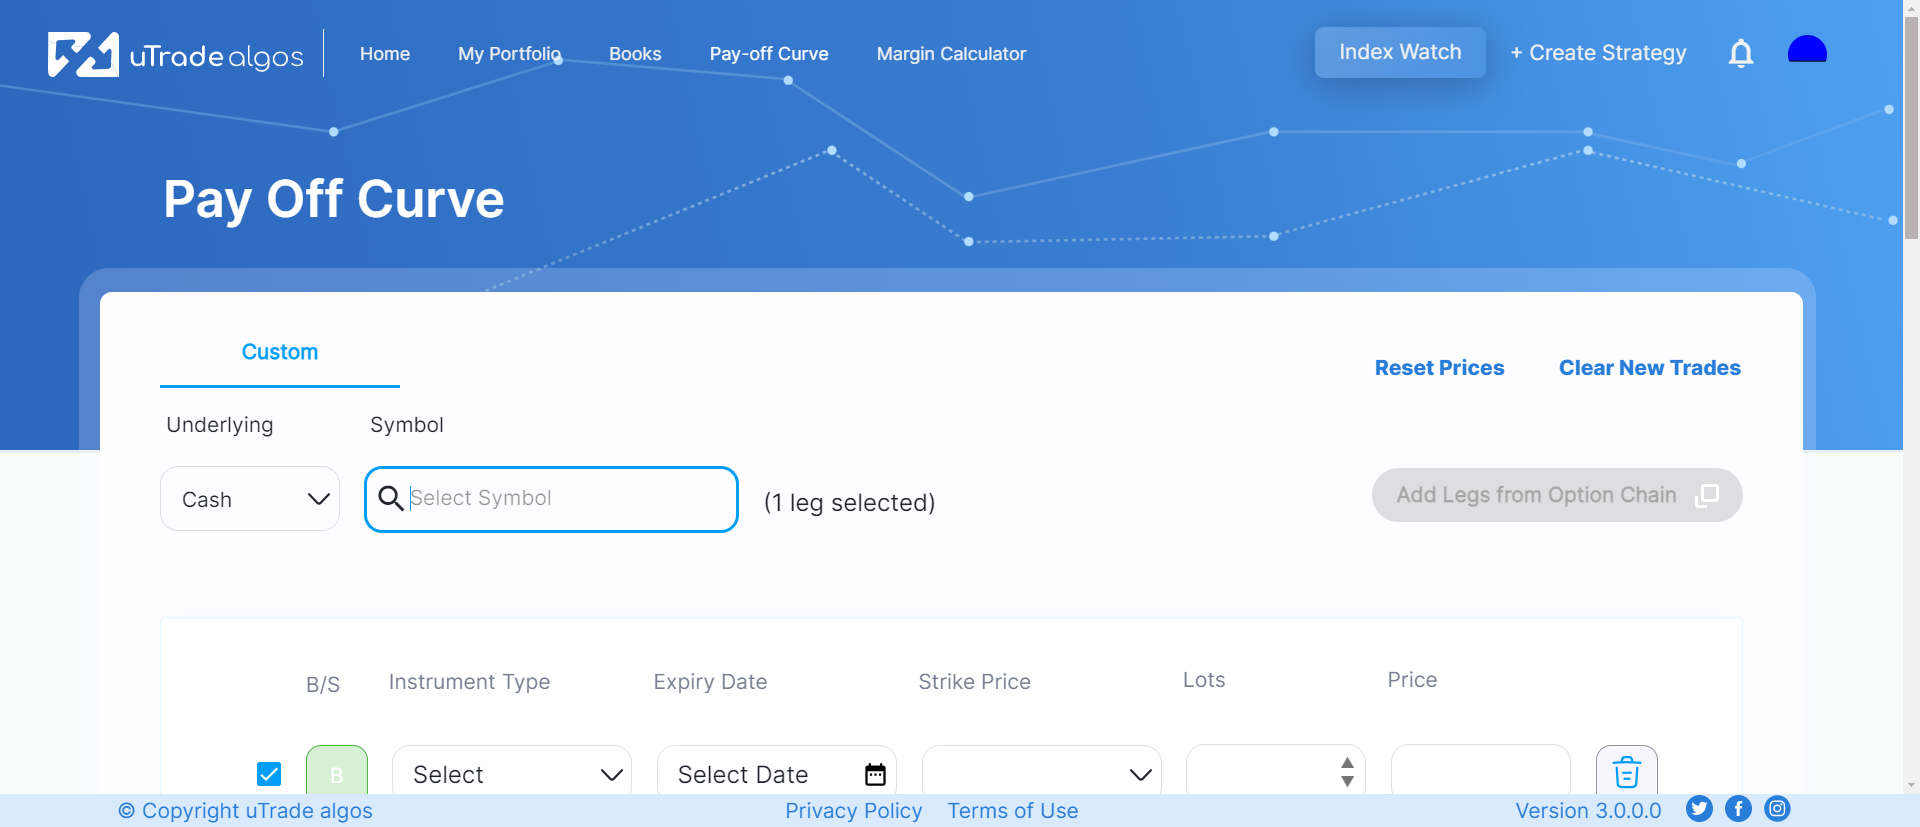 uTrade algos
Home My Portfolio Books Pay-off Curve Margin Calculator Index Watch + Create Strategy
Pay Off Curve
Custom
Reset Prices Clear New Trades
Underlying Symbol
Cash Select Symbol (1 leg selected) Add Legs from Option Chain
B/S Instrument Type Expiry Date Strike Price Lots Price
B Select Select Date
© Copyright uTrade algos Privacy Policy Terms of Use Version 3.0.0.0